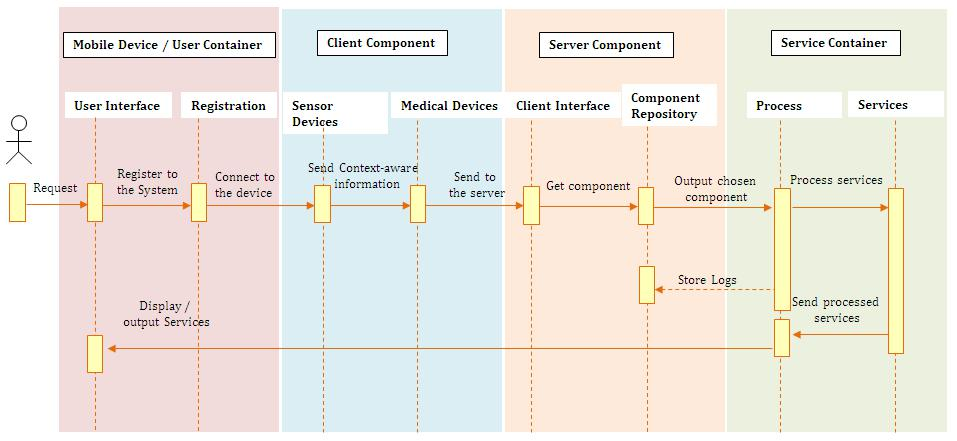 Mobile Device / User Container
Client Component
Server Component
Service Container
User Interface
Registration
Sensor
Devices
Medical Devices
Client Interface
Component
Repository
Process
Services
Request
Register to
the System
Connect to
the device
Send Context-aware
information
Send to
the server
Get component
Output chosen
component
Process services
Store Logs
Send processed
services
Display /
output Services